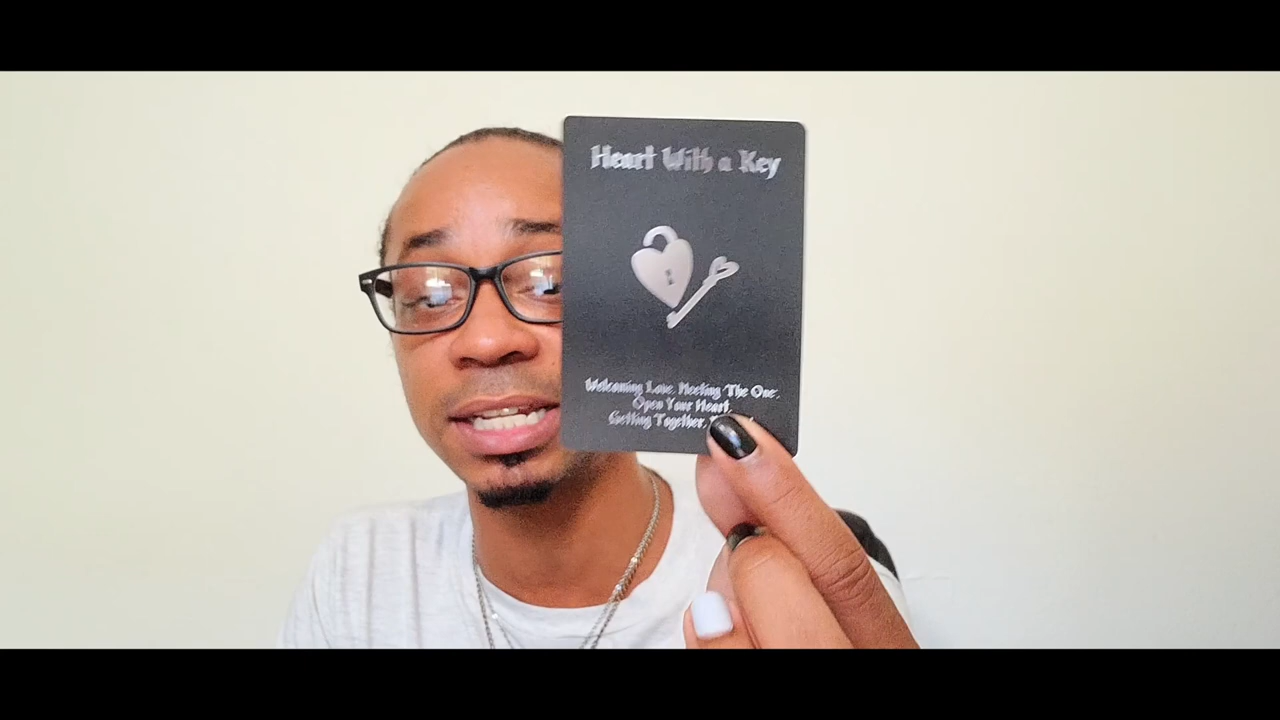 Heart With a Key
Welcoming Love, Meeting 'The One',
Open Your Heart,
Getting Together,